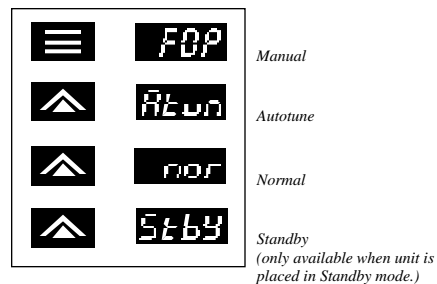 FOP Manual
Atun Autotune
nor Normal
StbY Standby
(only available when unit is
placed in Standby mode.)